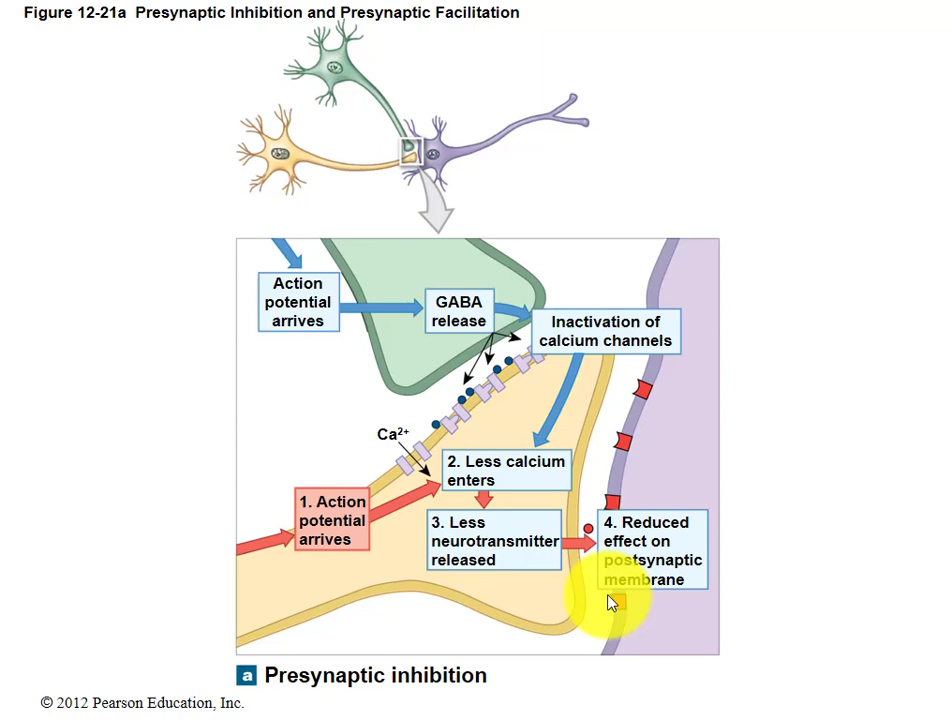 Figure 12-21a Presynaptic Inhibition and Presynaptic Facilitation
Action
potential
arrives
GABA
release
Inactivation of
calcium channels
Ca²⁺
2. Less calcium
enters
1. Action
potential
arrives
3. Less
neurotransmitter
released
4. Reduced
effect on
postsynaptic
membrane
a Presynaptic inhibition
© 2012 Pearson Education, Inc.